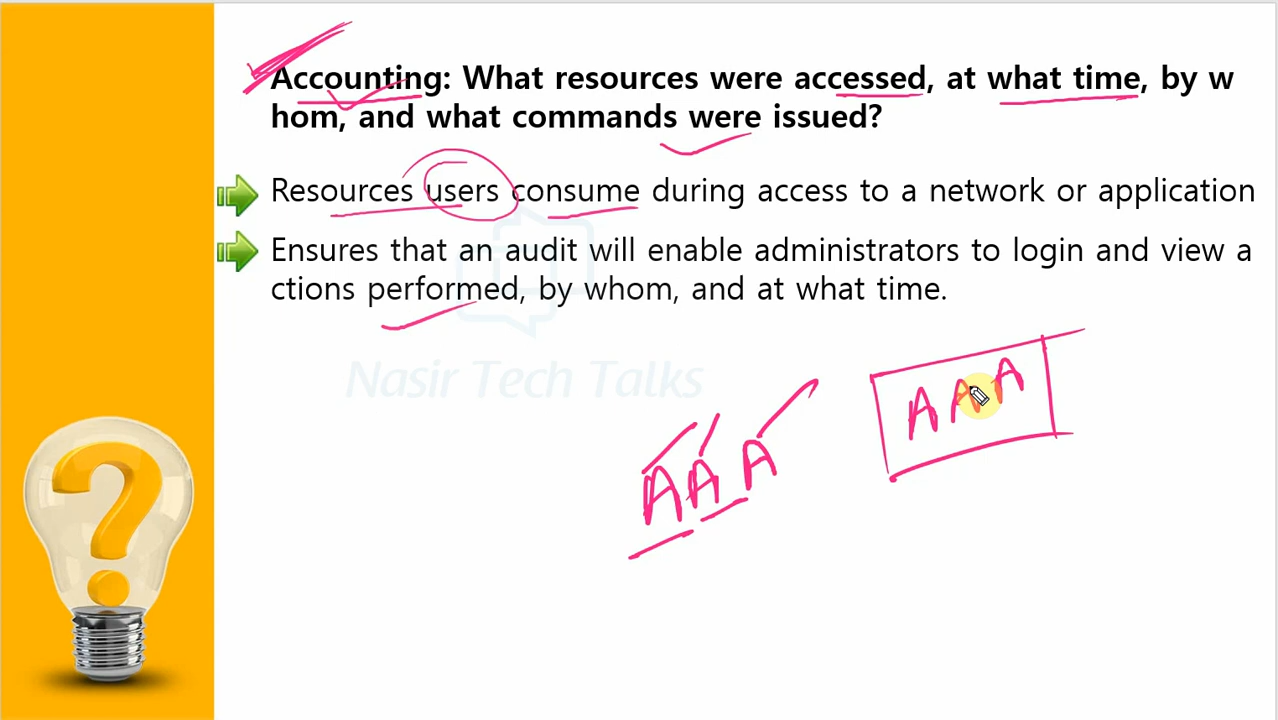 Accounting: What resources were accessed, at what time, by w
hom, and what commands were issued?
Resources users consume during access to a network or application
Ensures that an audit will enable administrators to login and view a
ctions performed, by whom, and at what time.
Nasir Tech Talks
A A A
A A A